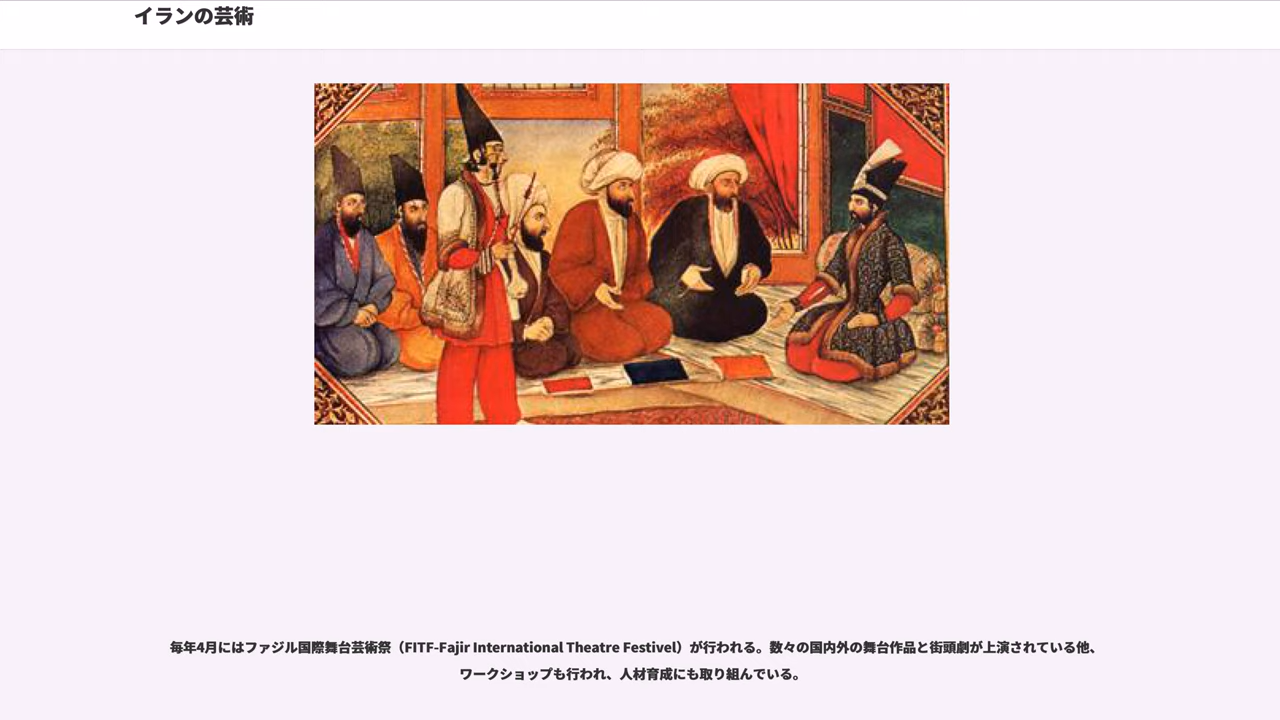 イランの芸術
毎年4月にはファジル国際舞台芸術祭（FITF-Fajir International Theatre Festivel）が行われる。数々の国内外の舞台作品と街頭劇が上演されている他、
ワークショップも行われ、人材育成にも取り組んでいる。